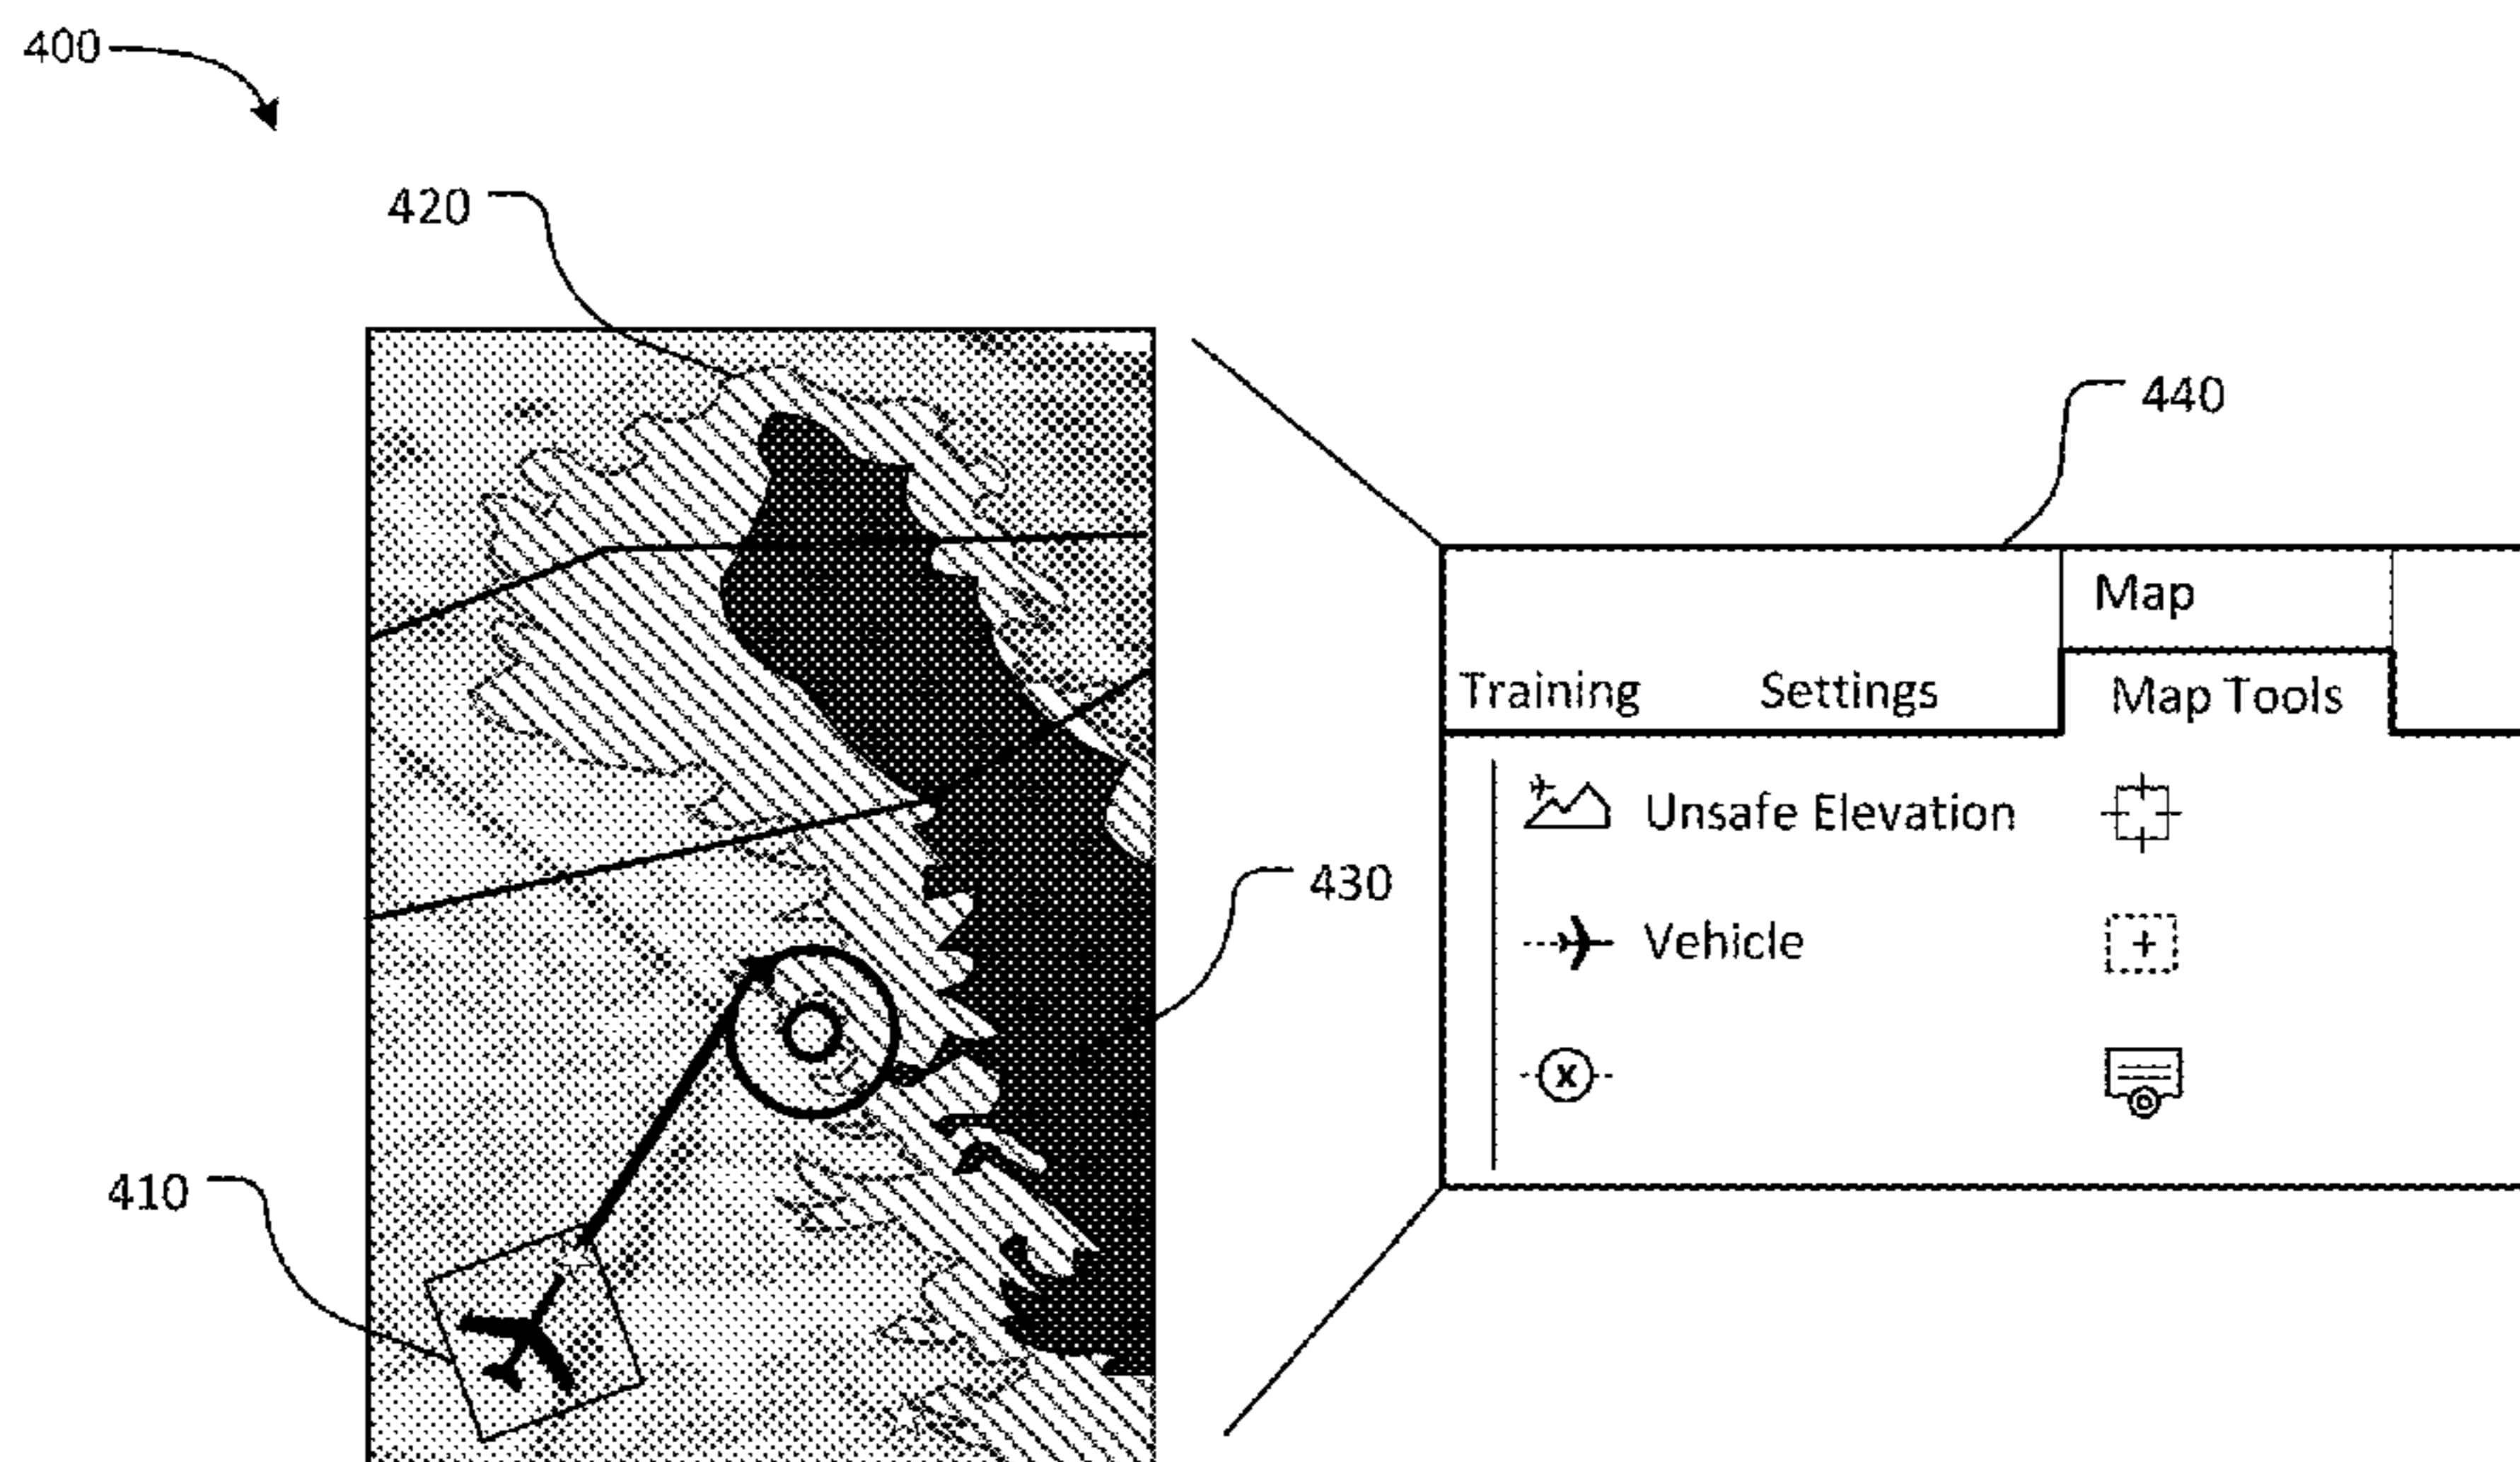 400
420
440
Map
Training Settings Map Tools
Unsafe Elevation
430
Vehicle
X
410